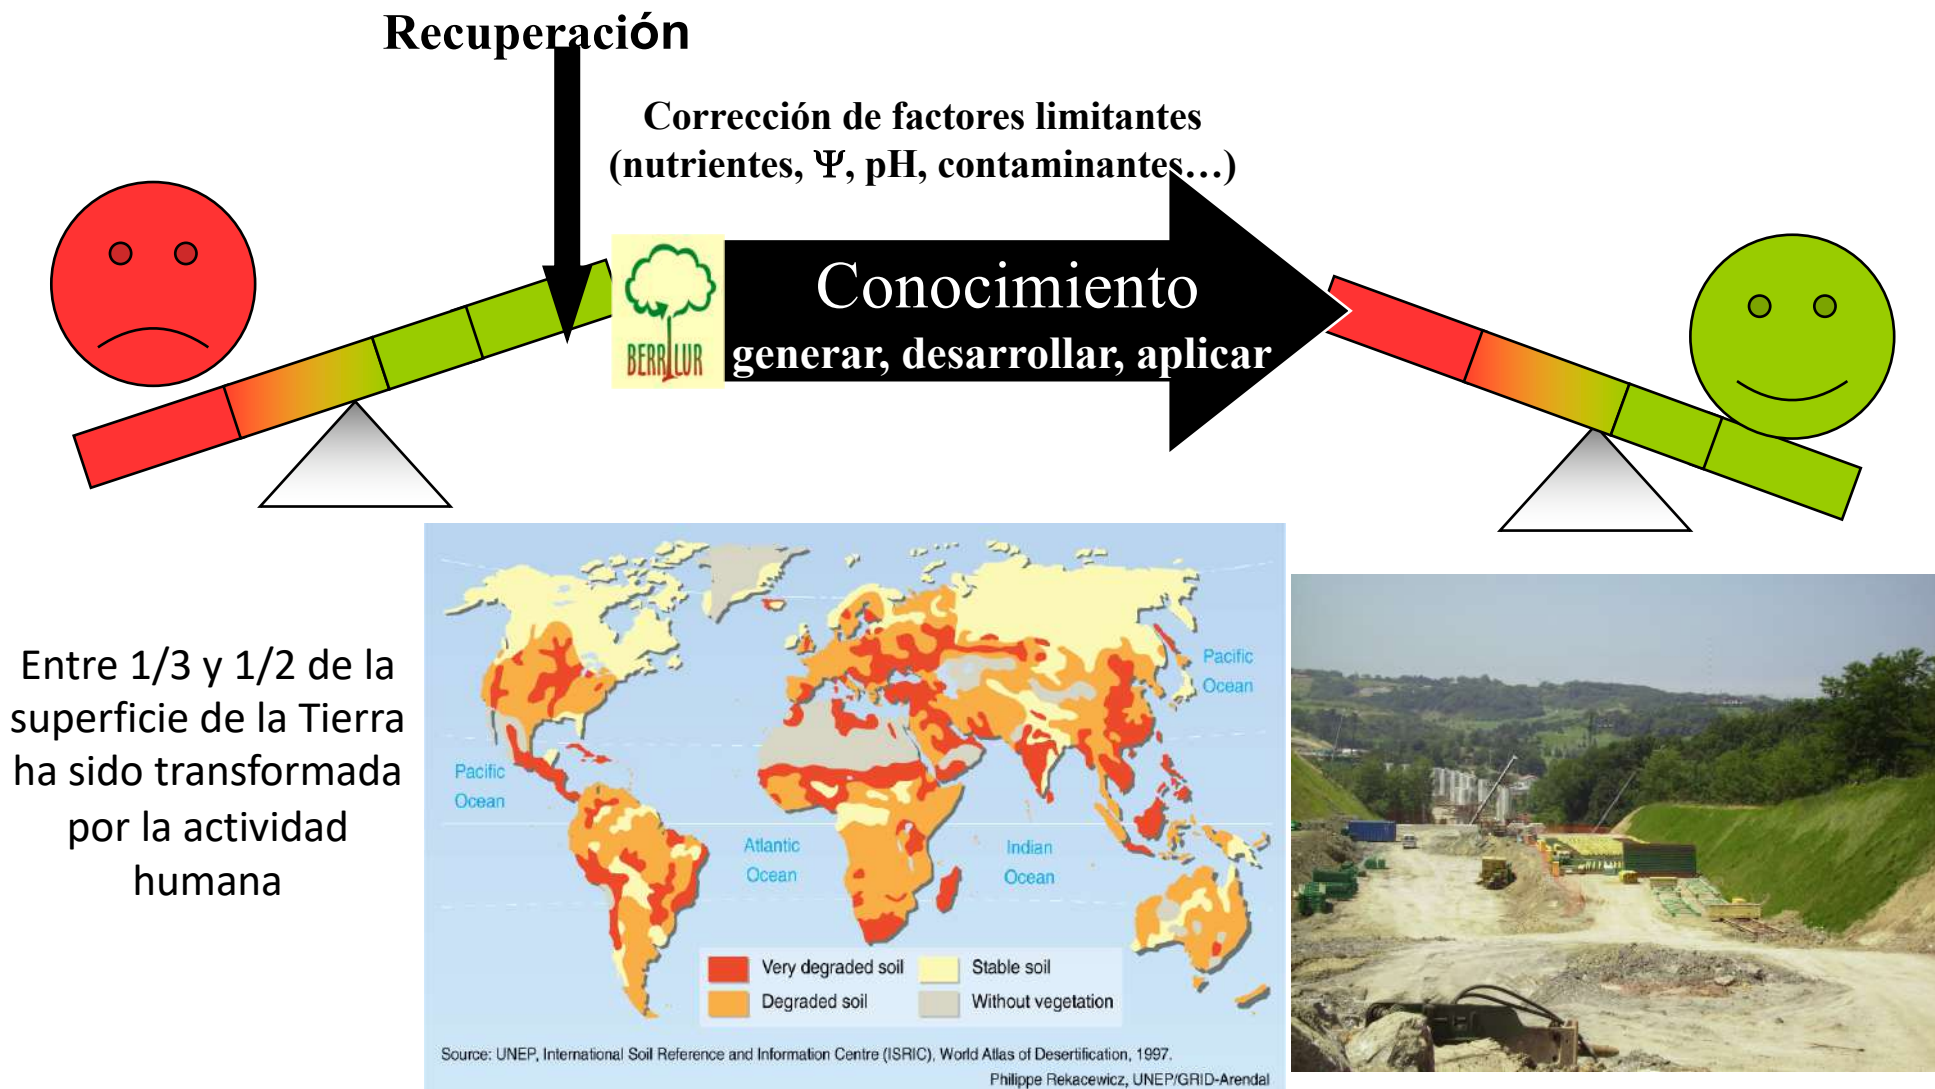 Recuperación
Corrección de factores limitantes
(nutrientes, Ψ, pH, contaminantes…)
BERRILUR
Conocimiento
generar, desarrollar, aplicar
Entre 1/3 y 1/2 de la
superficie de la Tierra
ha sido transformada
por la actividad
humana
Pacific
Ocean
Pacific
Ocean
Atlantic
Ocean
Indian
Ocean
Very degraded soil
Stable soil
Degraded soil
Without vegetation
Source: UNEP, International Soil Reference and Information Centre (ISRIC), World Atlas of Desertification, 1997.
Philippe Rekacewicz, UNEP/GRID-Arendal